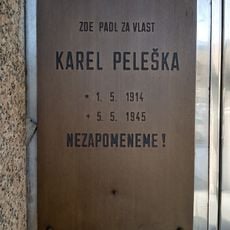 ZDE PADL ZA VLAST
KAREL PELEŠKA
* 1. 5. 1914
+ 5. 5. 1945
NEZAPOMENEME!